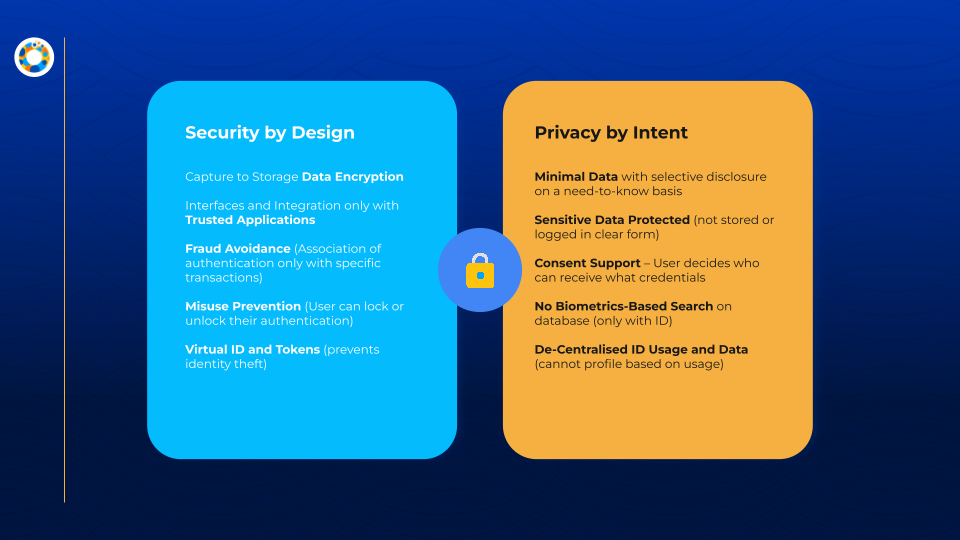 Security by Design
Capture to Storage Data Encryption
Interfaces and Integration only with
Trusted Applications
Fraud Avoidance (Association of
authentication only with specific
transactions)
Misuse Prevention (User can lock or
unlock their authentication)
Virtual ID and Tokens (prevents
identity theft)
Privacy by Intent
Minimal Data with selective disclosure
on a need-to-know basis
Sensitive Data Protected (not stored or
logged in clear form)
Consent Support – User decides who
can receive what credentials
No Biometrics-Based Search on
database (only with ID)
De-Centralised ID Usage and Data
(cannot profile based on usage)